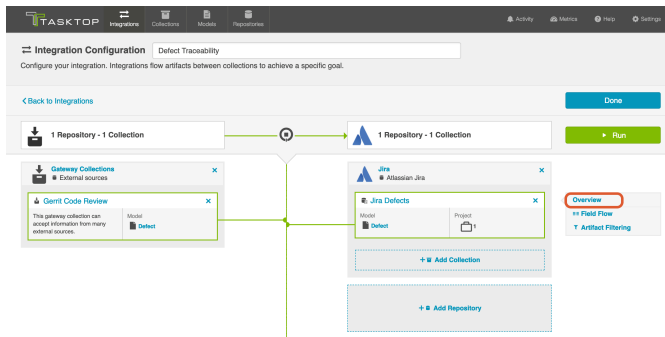 TASKTOP
Integrations
Collections
Models
Repositories
Activity
Metrics
Help
Settings
Integration Configuration
Defect Traceability
Configure your integration. Integrations flow artifacts between collections to achieve a specific goal.
Back to Integrations
Done
1 Repository - 1 Collection
1 Repository - 1 Collection
Run
Gateway Collections
External sources
Gerrit Code Review
This gateway collection can
accept information from many
external sources.
Model
Defect
Jira
Atlassian Jira
Jira Defects
Model
Defect
Project
1
+ Add Collection
+ Add Repository
Overview
Field Flow
Artifact Filtering